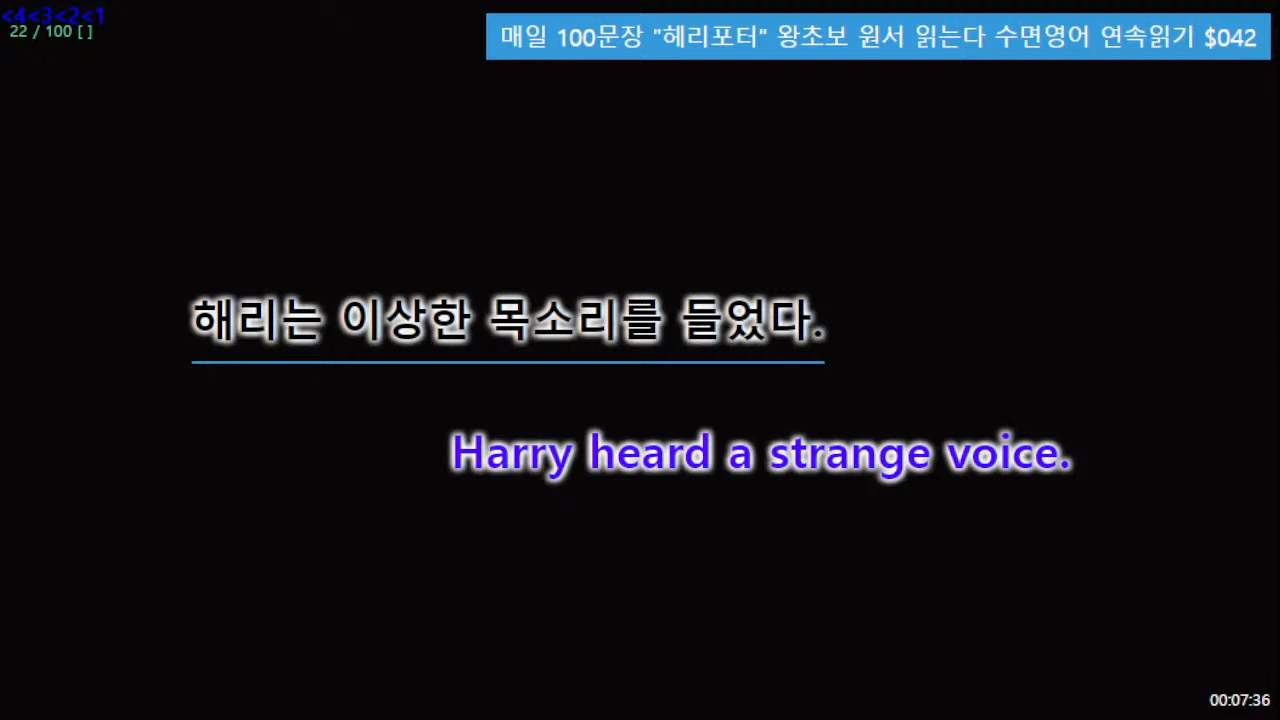 <4<3<2<1
22 / 100 [ ]
매일 100문장 "헤리포터" 왕초보 원서 읽는다 수면영어 연속읽기 $042
해리는 이상한 목소리를 들었다.
Harry heard a strange voice.
00:07:36